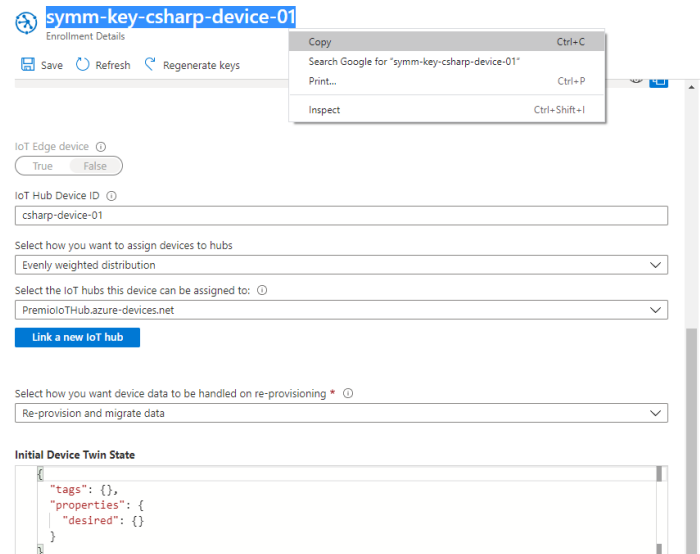 symm-key-csharp-device-01
Enrollment Details
Save Refresh Regenerate keys
Copy Ctrl+C
Search Google for "symm-key-csharp-device-01"
Print... Ctrl+P
Inspect Ctrl+Shift+I
IoT Edge device
True False
IoT Hub Device ID
csharp-device-01
Select how you want to assign devices to hubs
Evenly weighted distribution
Select the IoT hubs this device can be assigned to:
PremioIoTHub.azure-devices.net
Link a new IoT hub
Select how you want device data to be handled on re-provisioning *
Re-provision and migrate data
Initial Device Twin State
{
"tags": {},
"properties": {
"desired": {}
}
}